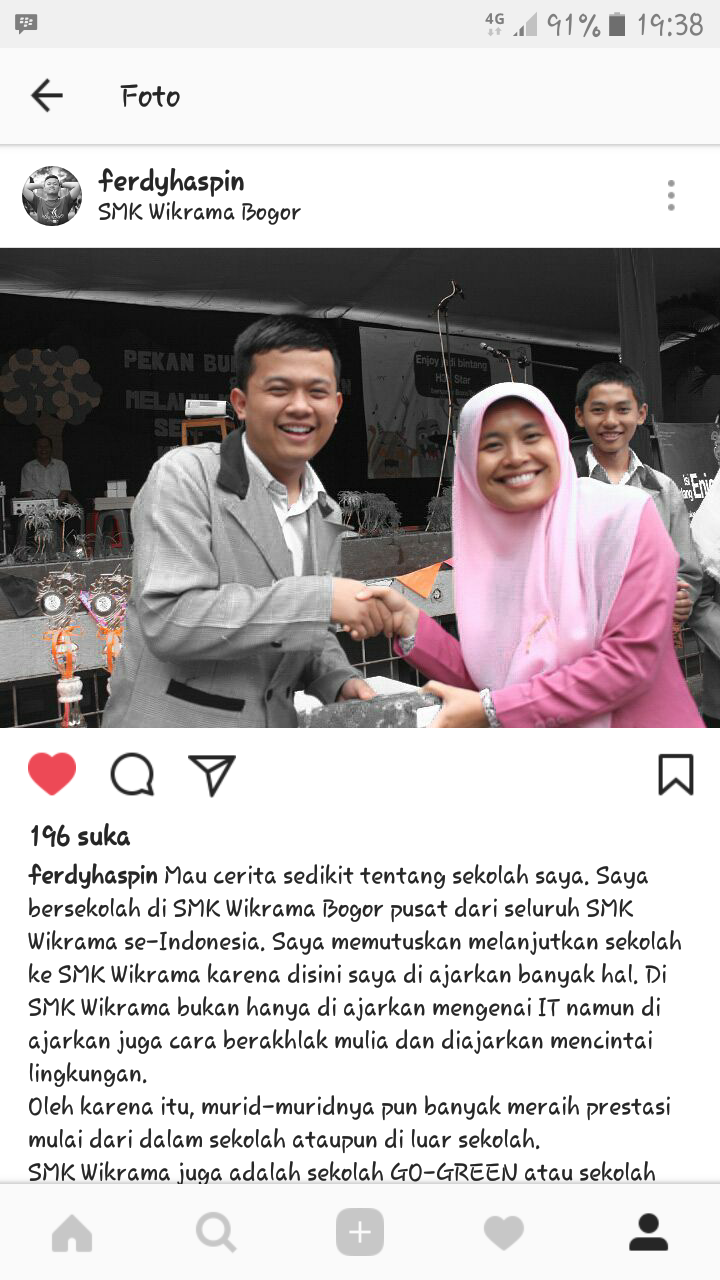 4G 91% 19:38
Foto
ferdyhaspin
SMK Wikrama Bogor
PEKAN
Enjoy
bintang
Star
196 suka
ferdyhaspin Mau cerita sedikit tentang sekolah saya. Saya
bersekolah di SMK Wikrama Bogor pusat dari seluruh SMK
Wikrama se-Indonesia. Saya memutuskan melanjutkan sekolah
ke SMK Wikrama karena disini saya di ajarkan banyak hal. Di
SMK Wikrama bukan hanya di ajarkan mengenai IT namun di
ajarkan juga cara berakhlak mulia dan diajarkan mencintai
lingkungan.
Oleh karena itu, murid-muridnya pun banyak meraih prestasi
mulai dari dalam sekolah ataupun di luar sekolah.
SMK Wikrama juga adalah sekolah GO-GREEN atau sekolah